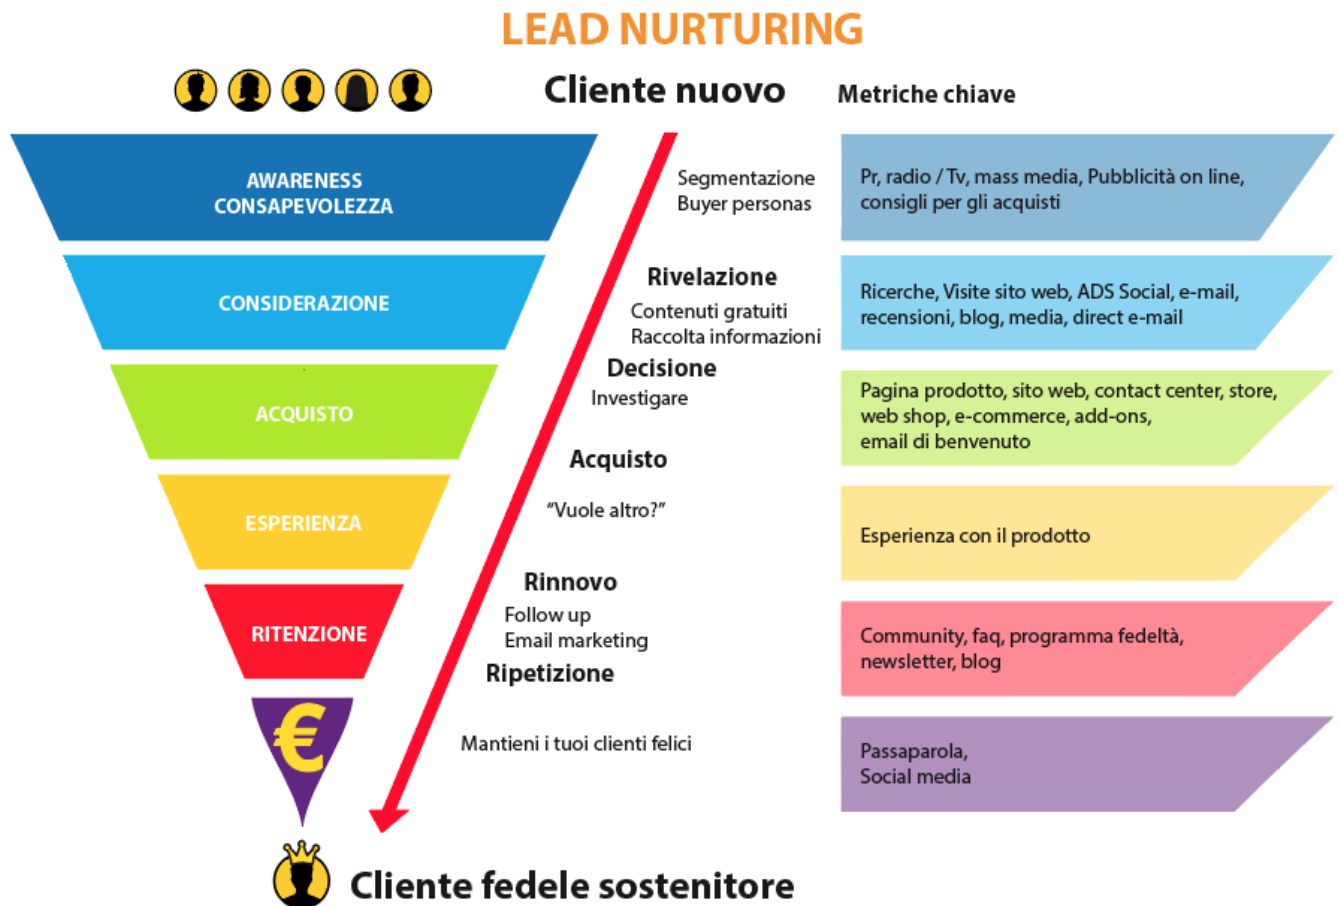 LEAD NURTURING
Cliente nuovo
Metriche chiave
AWARENESS
CONSAPEVOLEZZA
Segmentazione
Buyer personas
Pr, radio / Tv, mass media, Pubblicità on line,
consigli per gli acquisti
CONSIDERAZIONE
Rivelazione
Contenuti gratuiti
Raccolta informazioni
Ricerche, Visite sito web, ADS Social, e-mail,
recensioni, blog, media, direct e-mail
ACQUISTO
Decisione
Investigare
Pagina prodotto, sito web, contact center, store,
web shop, e-commerce, add-ons,
email di benvenuto
Acquisto
ESPERIENZA
“Vuole altro?”
Esperienza con il prodotto
RITENZIONE
Rinnovo
Follow up
Email marketing
Community, faq, programma fedeltà,
newsletter, blog
Ripetizione
€
Mantieni i tuoi clienti felici
Passaparola,
Social media
Cliente fedele sostenitore